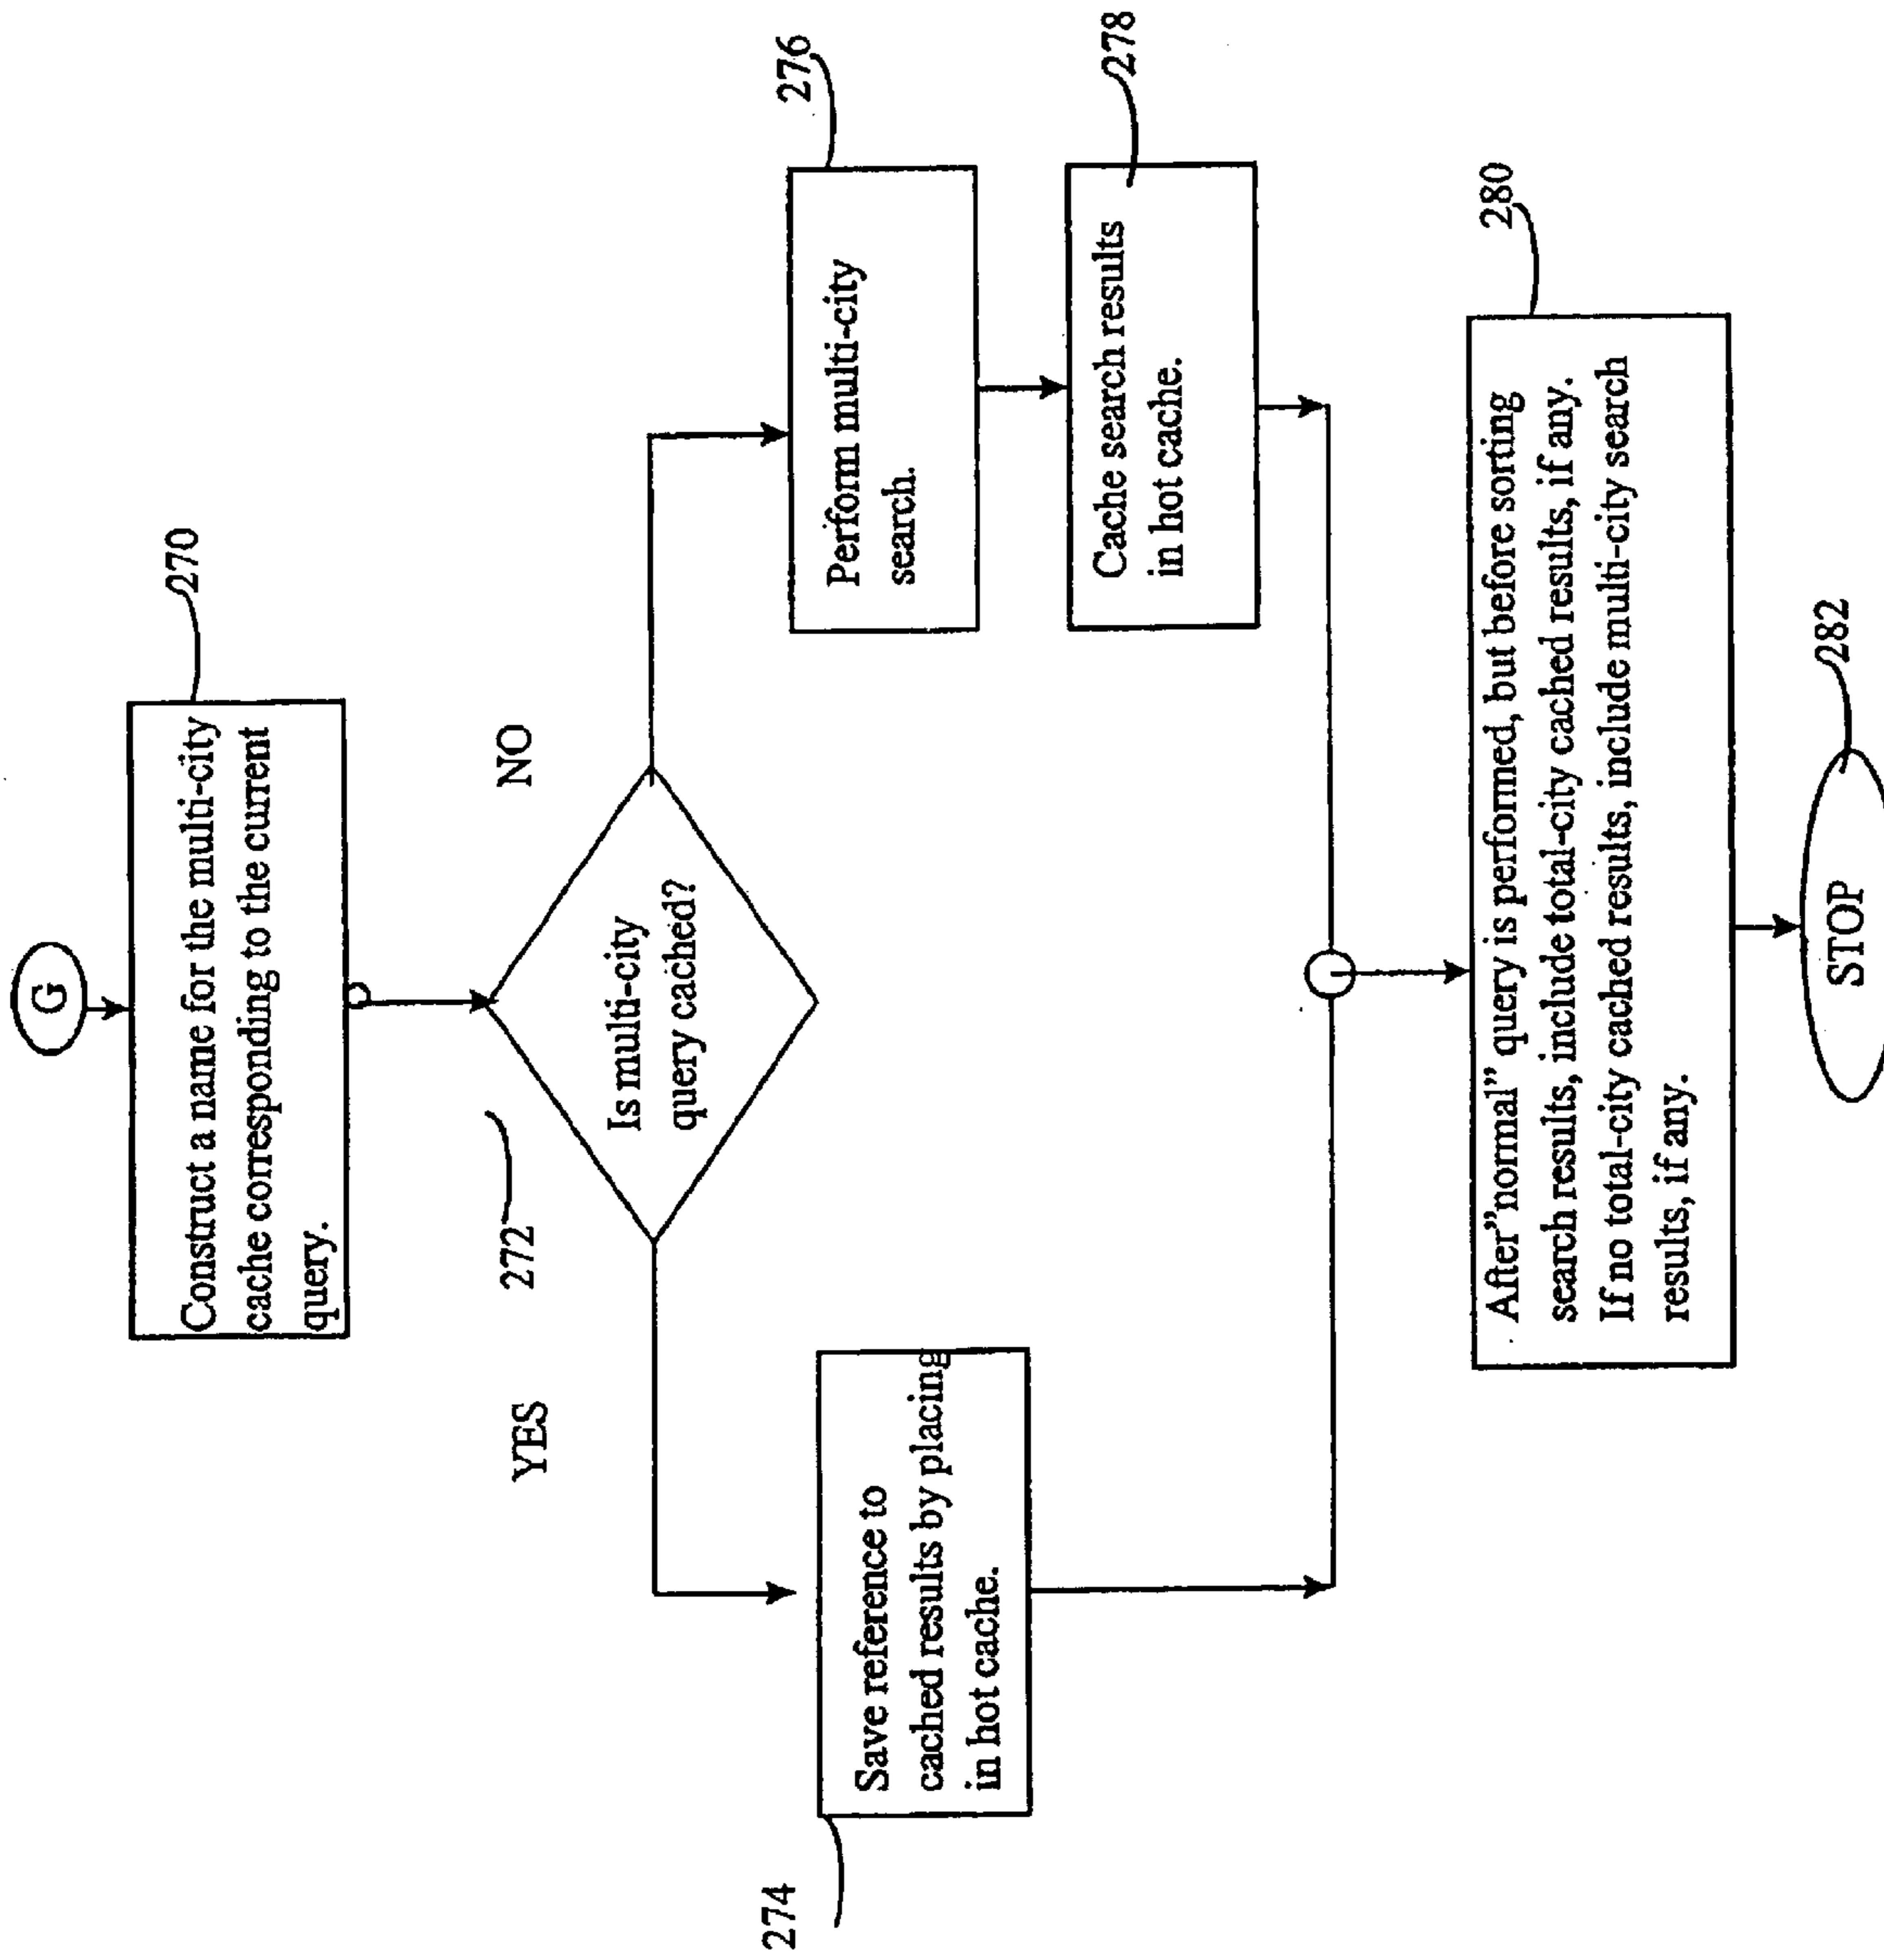 G
270
Construct a name for the multi-city
cache corresponding to the current
query.
272
Is multi-city
query cached?
YES
NO
274
Save reference to
cached results by placing
in hot cache.
276
Perfom multi-city
search.
278
Cache search results
in hot cache.
280
After"normal" query is performed, but before sorting
search results, include total-city cached results, if any.
If no total-city cached results, include multi-city search
results, if any.
282
STOP